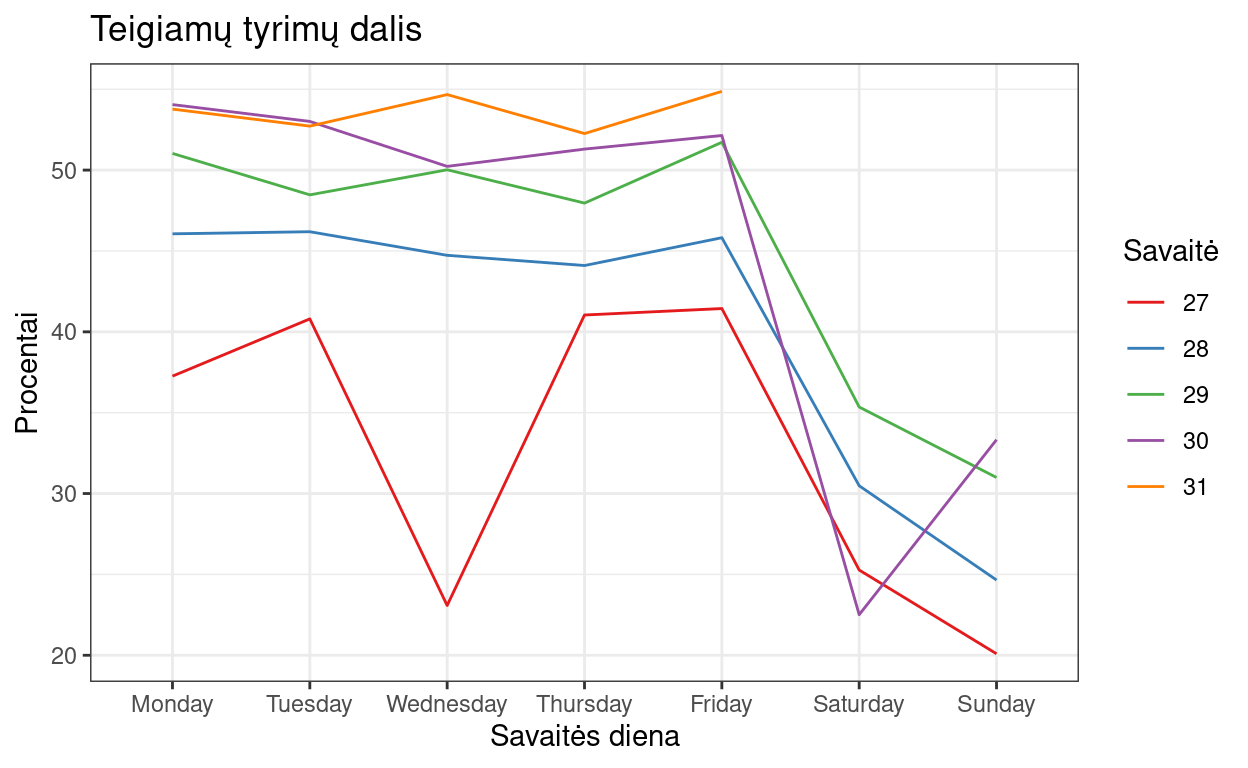 Teigiamų tyrimų dalis
Procentai
50
40
30
20
Monday Tuesday Wednesday Thursday Friday Saturday Sunday
Savaitės diena
Savaitė
27
28
29
30
31